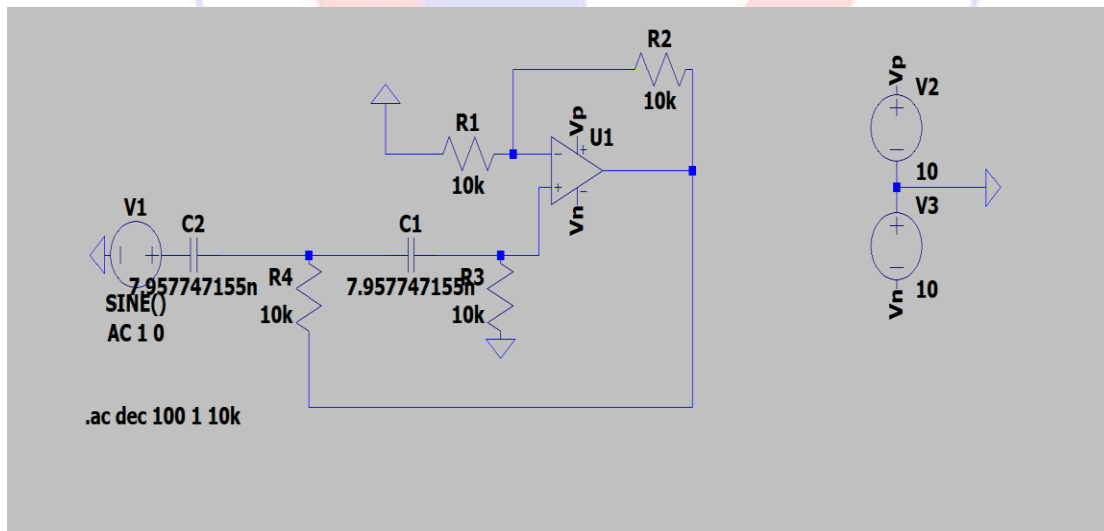 R2
10k
Vp
V2
10
R1
10k
Vp
U1
Vn
V3
10
Vn
V1
C2
7.957747155n
SINE()
AC 1 0
C1
7.957747155n
R4
10k
R3
10k
.ac dec 100 1 10k